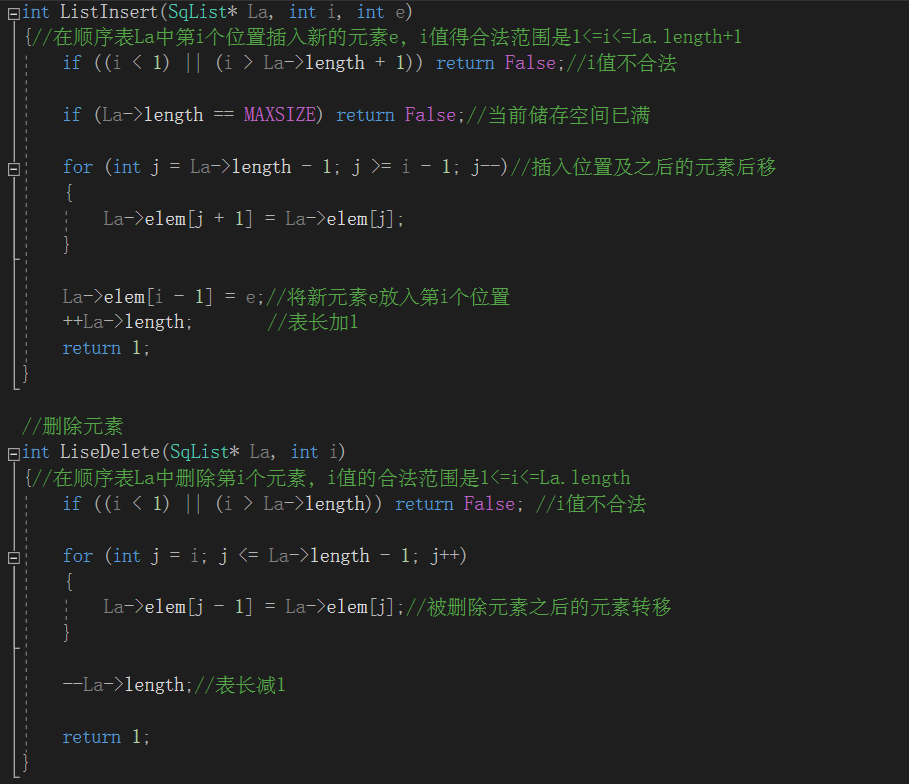 int ListInsert(SqList* La, int i, int e)
{//在顺序表La中第i个位置插入新的元素e，i值得合法范围是1<=i<=La.length+1
if ((i < 1) || (i > La->length + 1)) return False;//i值不合法
if (La->length == MAXSIZE) return False;//当前储存空间已满
for (int j = La->length - 1; j >= i - 1; j--)//插入位置及之后的元素后移
{
La->elem[j + 1] = La->elem[j];
}
La->elem[i - 1] = e;//将新元素e放入第i个位置
++La->length; //表长加1
return 1;
}
//删除元素
int LiseDelete(SqList* La, int i)
{//在顺序表La中删除第i个元素，i值的合法范围是1<=i<=La.length
if ((i < 1) || (i > La->length)) return False; //i值不合法
for (int j = i; j <= La->length - 1; j++)
{
La->elem[j - 1] = La->elem[j];//被删除元素之后的元素转移
}
--La->length;//表长减1
return 1;
}